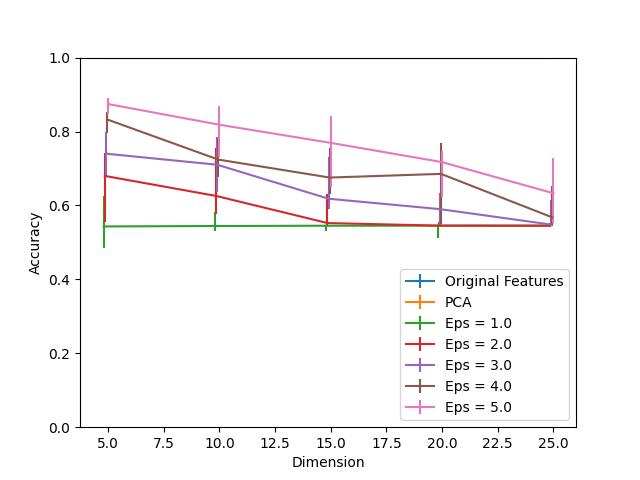 1.0
0.8
0.6
0.4
0.2
0.0
Accuracy
Original Features
PCA
Eps = 1.0
Eps = 2.0
Eps = 3.0
Eps = 4.0
Eps = 5.0
5.0 7.5 10.0 12.5 15.0 17.5 20.0 22.5 25.0
Dimension